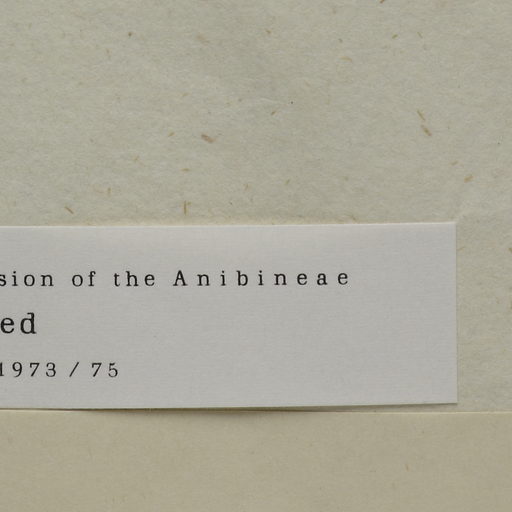 sion of the Anibineae
ed
1973 / 75